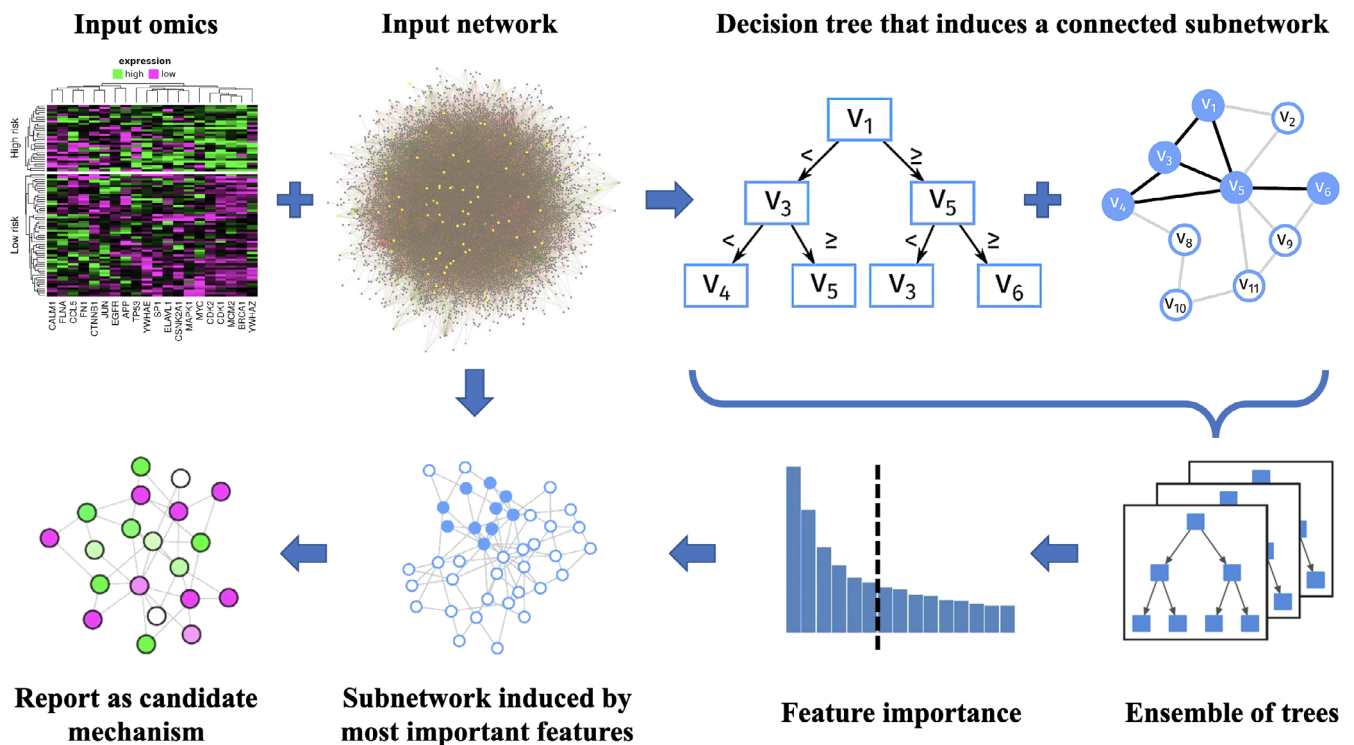 Input omics
Input network
Decision tree that induces a connected subnetwork
expression
high low
High risk
Low risk
CALM1
FLNA
CCL5
FN1
CTNNB1
JUN
EGFR
APP
TP53
YWHAE
SP1
ELAVL1
CSNK2A1
MAPK1
MYC
CDK2
CDK1
MCM2
BRCA1
YWHAZ
V1
< ≥
V3 V5
< ≥ < ≥
V4 V5 V3 V6
V1
V2
V3
V5
V6
V4
V8
V9
V11
V10
Report as candidate
mechanism
Subnetwork induced by
most important features
Feature importance
Ensemble of trees